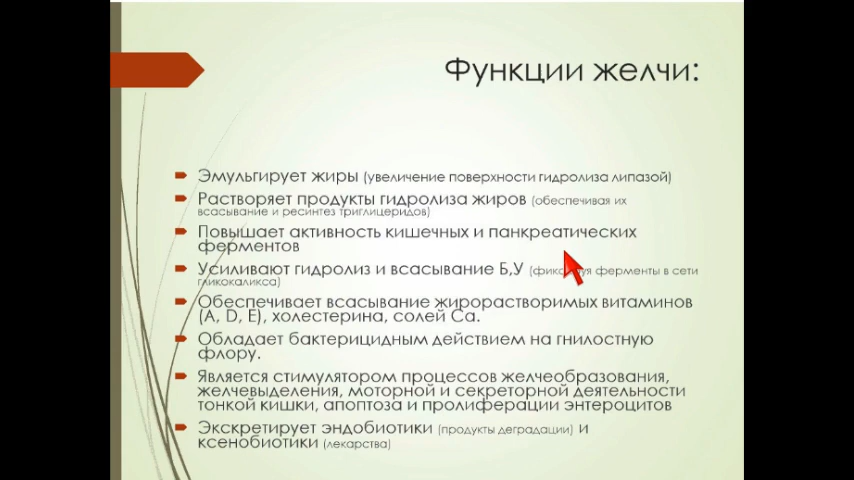 Функции желчи:
Эмульгирует жиры (увеличение поверхности гидролиза липазой)
Растворяет продукты гидролиза жиров (обеспечивая их
всасывание и ресинтез триглицеридов)
Повышает активность кишечных и панкреатических
ферментов
Усиливают гидролиз и всасывание Б,У ферменты в сети
гликокаликса)
Обеспечивает всасывание жирорастворимых витаминов
(А, D, Е), холестерина, солей Ca.
Обладает бактерицидным действием на гнилостную
флору.
Является стимулятором процессов желчеобразования,
желчевыделения, моторной и секреторной деятельности
тонкой кишки, апоптоза и пролиферации энтероцитов
Экскретирует эндобиотики (продукты деградации) и
ксенобиотики (лекарства)